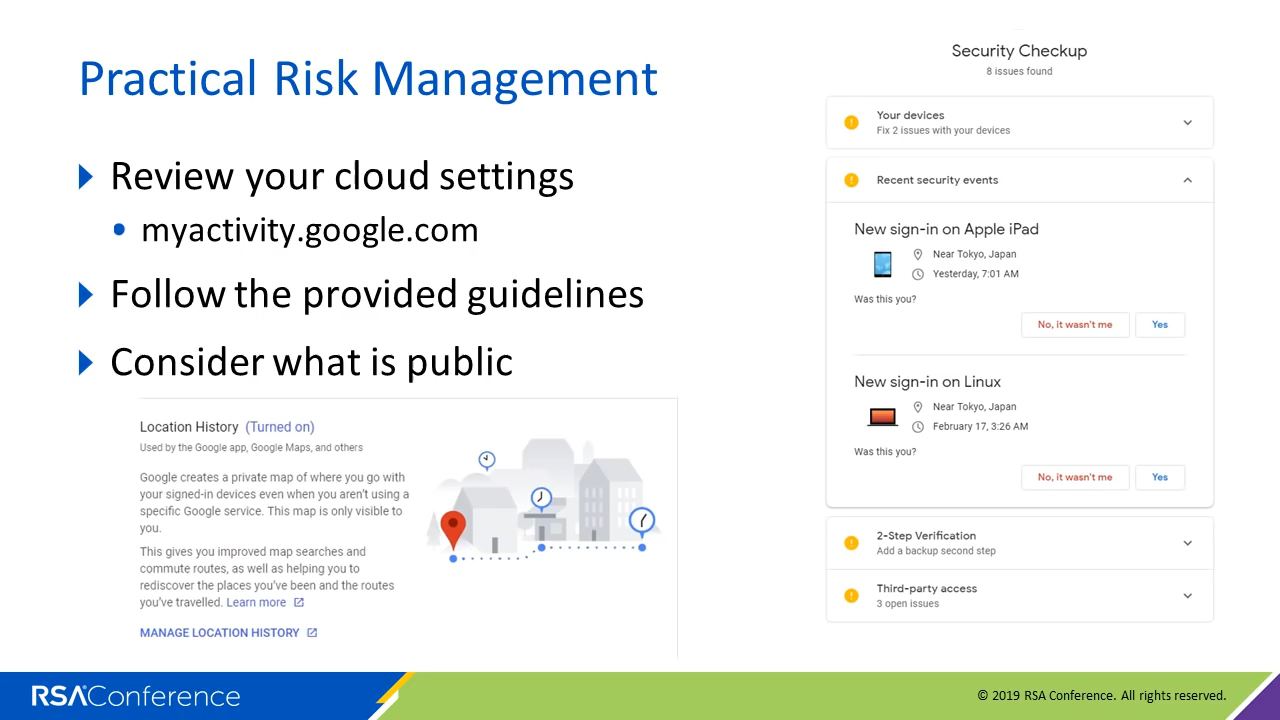 Practical Risk Management
Review your cloud settings
myactivity.google.com
Follow the provided guidelines
Consider what is public
Location History (Turned on)
Used by the Google app, Google Maps, and others
Google creates a private map of where you go with
your signed-in devices even when you aren't using a
specific Google service. This map is only visible to
you.
This gives you improved map searches and
commute routes, as well as helping you to
rediscover the places you've been and the routes
you've travelled. Learn more
MANAGE LOCATION HISTORY
Security Checkup
8 issues found
Your devices
Fix 2 issues with your devices
Recent security events
New sign-in on Apple iPad
Near Tokyo, Japan
Yesterday, 7:01 AM
Was this you?
No, it wasn't me Yes
New sign-in on Linux
Near Tokyo, Japan
February 17, 3:26 AM
Was this you?
No, it wasn't me Yes
2-Step Verification
Add a backup second step
Third-party access
3 open issues
RSAConference
© 2019 RSA Conference. All rights reserved.